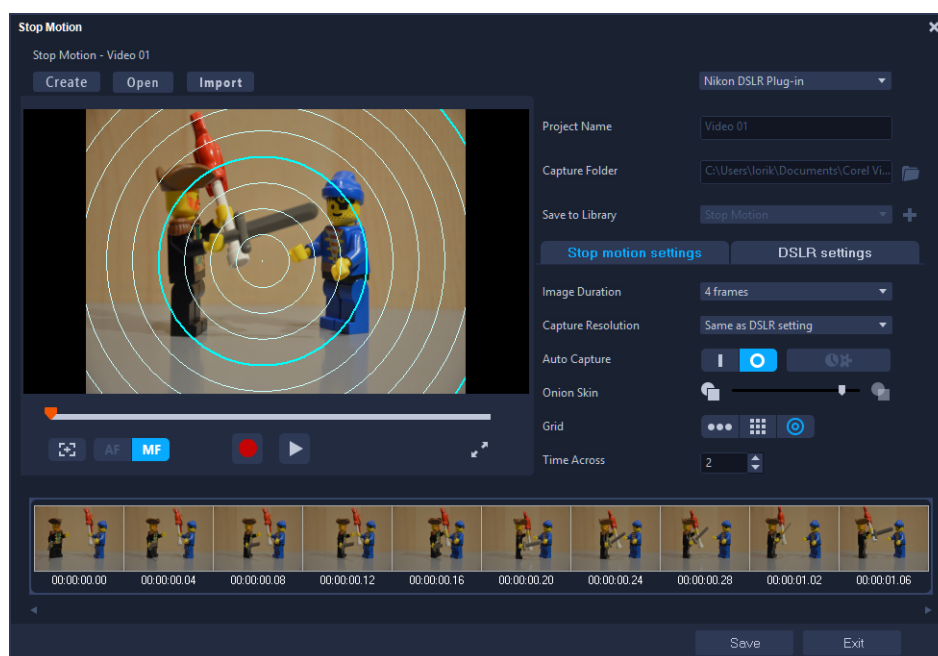 Stop Motion
Stop Motion - Video 01
Create Open Import
Nikon DSLR Plug-in
Project Name Video 01
Capture Folder C:\Users\lorik\Documents\Corel Vi...
Save to Library Stop Motion
Stop motion settings DSLR settings
Image Duration 4 frames
Capture Resolution Same as DSLR setting
Auto Capture
Onion Skin
Grid
AF MF
Time Across 2
00:00:00.00 00:00:00.04 00:00:00.08 00:00:00.12 00:00:00.16 00:00:00.20 00:00:00.24 00:00:00.28 00:00:01.02 00:00:01.06
Save Exit